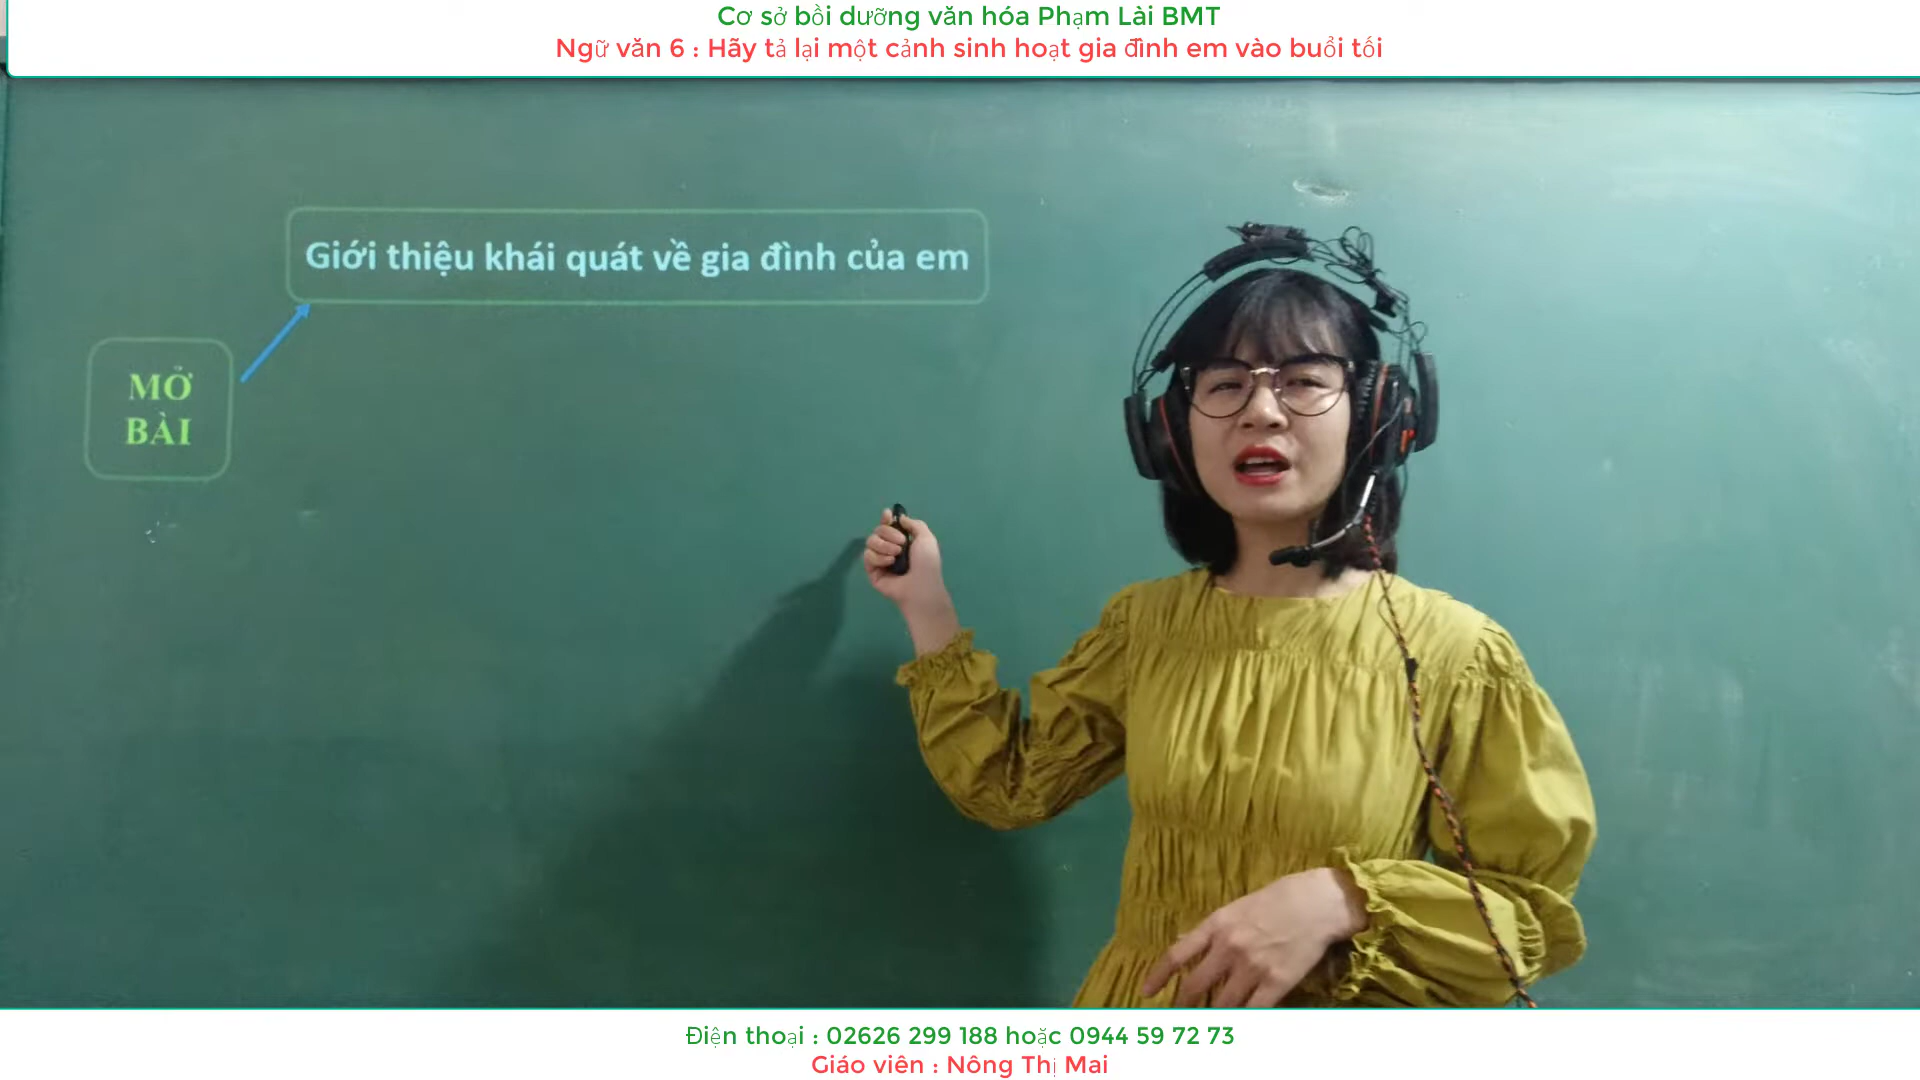 Cơ sở bồi dưỡng văn hóa Phạm Lài BMT
Ngữ văn 6 : Hãy tả lại một cảnh sinh hoạt gia đình em vào buổi tối
Giới thiệu khái quát về gia đình của em
MỞ
BÀI
Điện thoại : 02626 299 188 hoặc 0944 59 72 73
Giáo viên : Nông Thị Mai